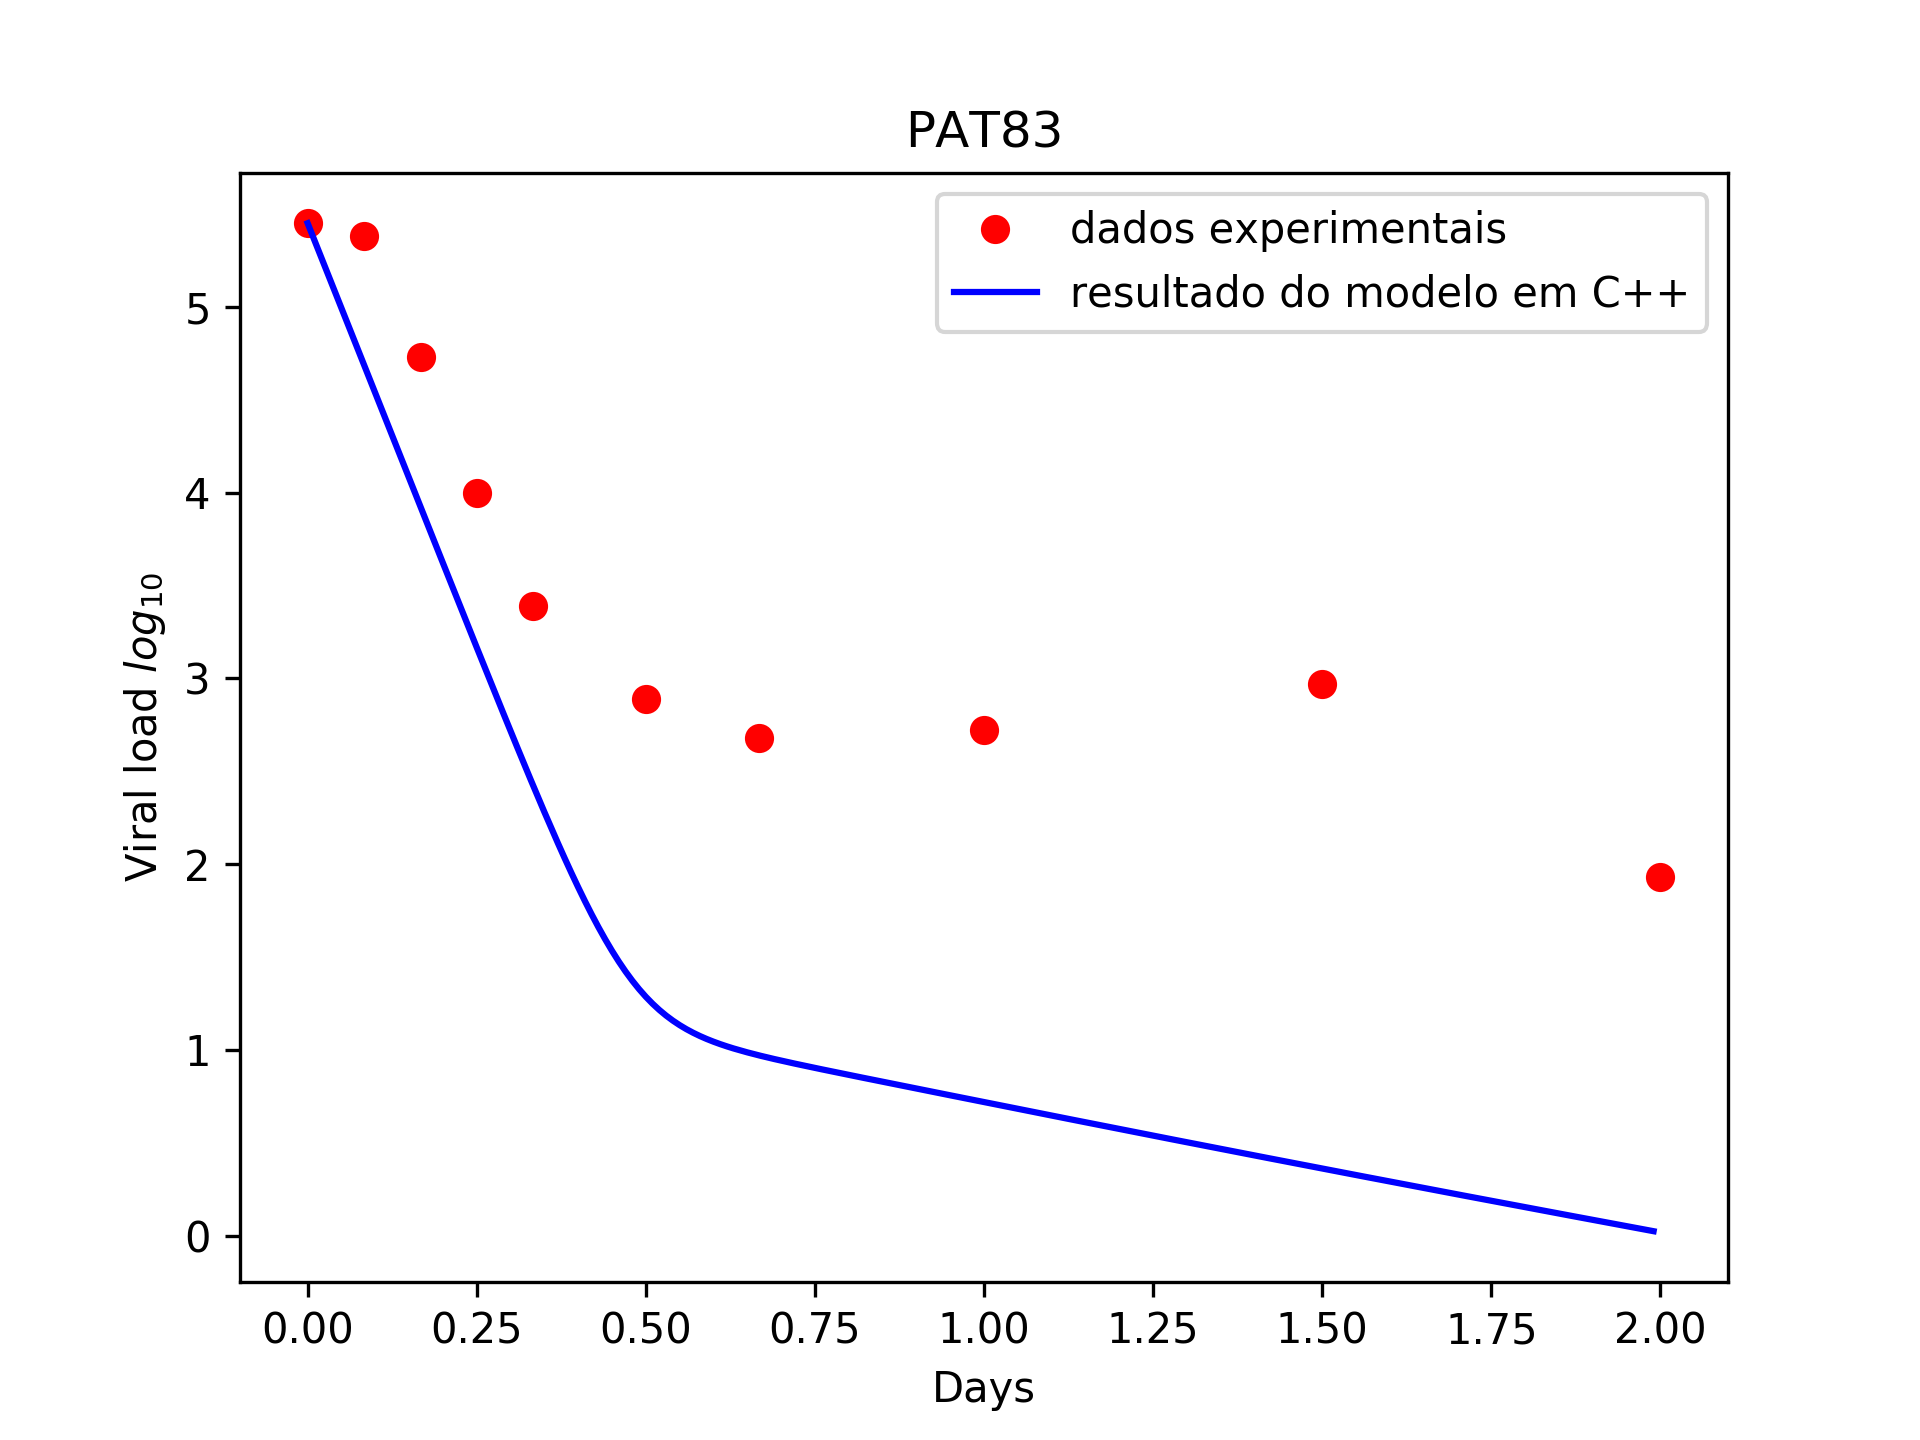 PAT83
dados experimentais
resultado do modelo em C++
Viral load log10
5
4
3
2
1
0
0.00 0.25 0.50 0.75 1.00 1.25 1.50 1.75 2.00
Days